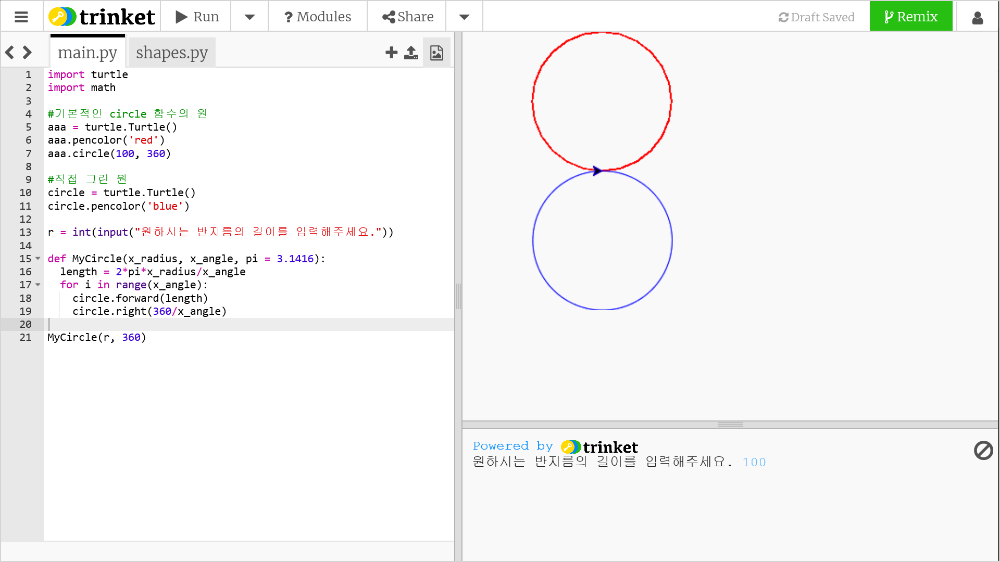 trinket
Run
? Modules
Share
Draft Saved
Remix
main.py
shapes.py
1 import turtle
2 import math
3
4 #기본적인 circle 함수의 원
5 aaa = turtle.Turtle()
6 aaa.pencolor('red')
7 aaa.circle(100, 360)
8
9 #직접 그린 원
10 circle = turtle.Turtle()
11 circle.pencolor('blue')
12
13 r = int(input("원하시는 반지름의 길이를 입력해주세요."))
14
15 def MyCircle(x_radius, x_angle, pi = 3.1416):
16   length = 2*pi*x_radius/x_angle
17   for i in range(x_angle):
18     circle.forward(length)
19     circle.right(360/x_angle)
20
21 MyCircle(r, 360)
Powered by trinket
원하시는 반지름의 길이를 입력해주세요. 100